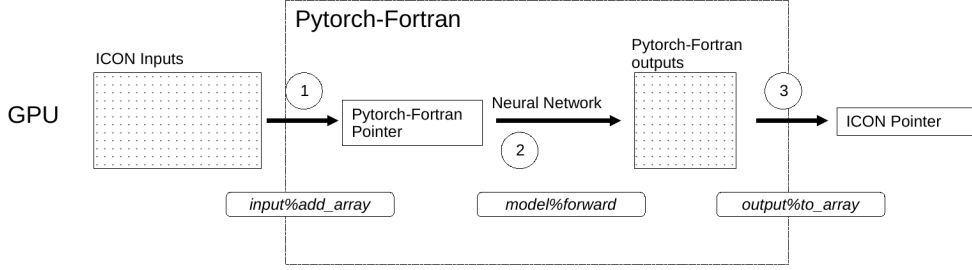 Pytorch-Fortran
ICON Inputs
Pytorch-Fortran
outputs
1
3
GPU
Pytorch-Fortran
Pointer
Neural Network
ICON Pointer
2
input%add_array
model%forward
output%to_array